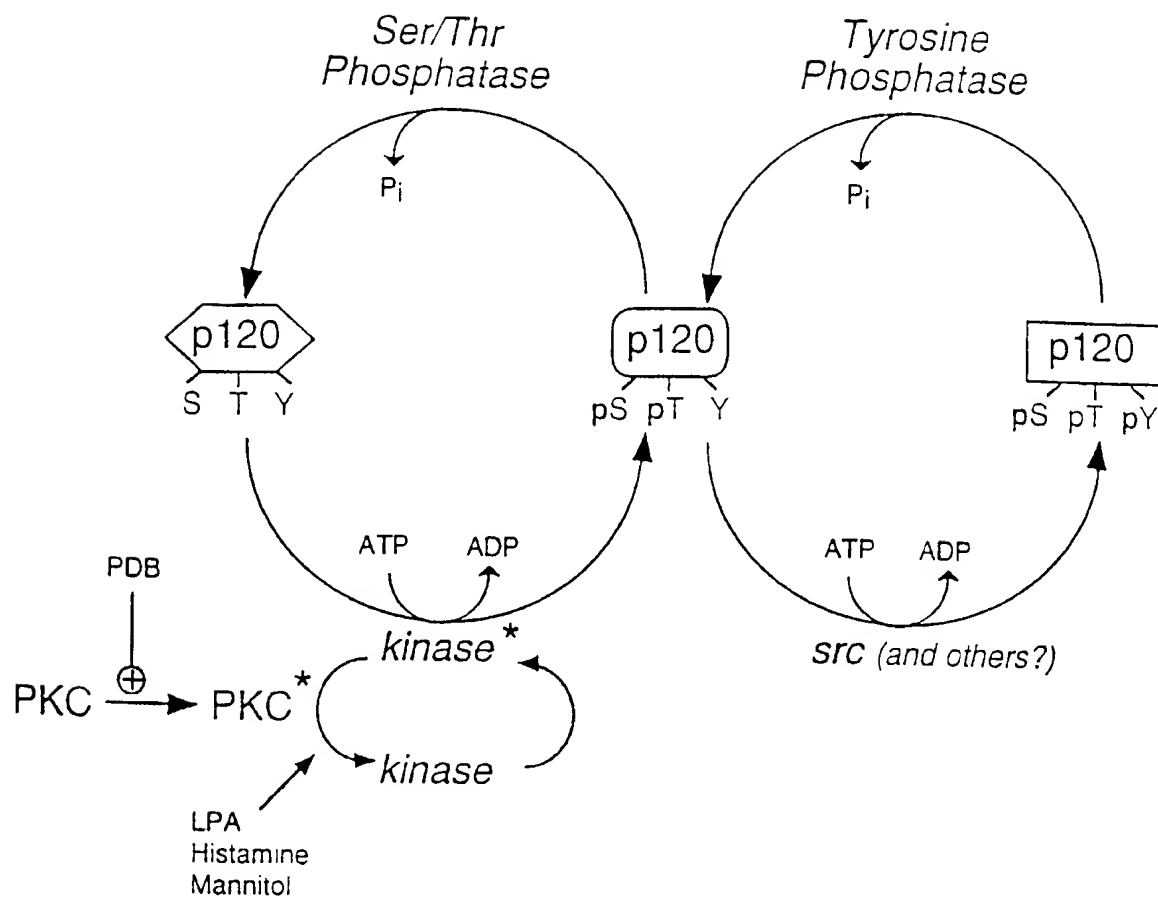 Ser/Thr
Phosphatase
Tyrosine
Phosphatase
Pi
Pi
p120
S T Y
p120
pS pT Y
p120
pS pT pY
ATP ADP
ATP ADP
PDB
kinase*
src (and others?)
PKC
PKC*
kinase
LPA
Histamine
Mannitol